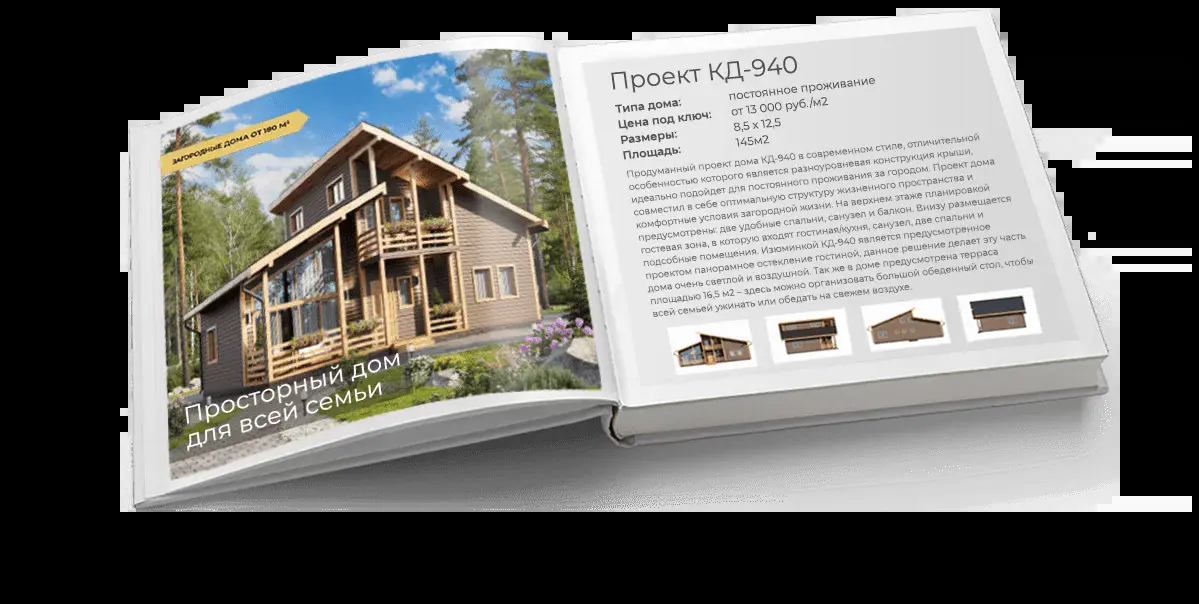 ЗАГОРОДНЫЕ ДОМА ОТ 180 М²
Просторный дом
для всей семьи
Проект КД-940
Типа дома: постоянное проживание
Цена под ключ: от 13 000 руб./м2
Размеры: 8,5 х 12,5
Площадь: 145м2
Продуманный проект дома КД-940 в современном стиле, отличительной
особенностью которого является разноуровневая конструкция крыши,
идеально подойдет для постоянного проживания за городом. Проект дома
совместил в себе оптимальную структуру жизненного пространства и
комфортные условия загородной жизни. На верхнем этаже планировкой
предусмотрены: две удобные спальни, санузел и балкон. Внизу размещается
гостевая зона, в которую входят гостиная/кухня, санузел, две спальни и
подсобные помещения. Изюминкой КД-940 является предусмотренное
проектом панорамное остекление гостиной, данное решение делает эту часть
дома очень светлой и воздушной. Так же в доме предусмотрена терраса
площадью 16,5 м2 – здесь можно организовать большой обеденный стол, чтобы
всей семьей ужинать или обедать на свежем воздухе.